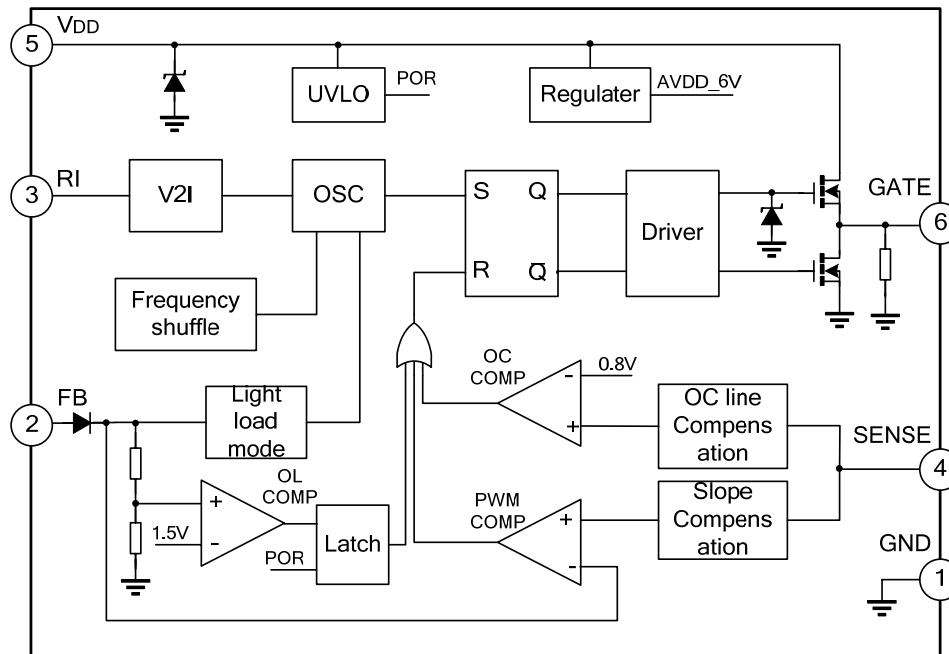 VDD
5
UVLO
POR
Regulater
AVDD_6V
RI
3
V2I
OSC
S
Q
R
Q̅
Driver
GATE
6
Frequency
shuffle
OC
COMP
0.8V
FB
2
Light
load
mode
OC line
Compens
ation
SENSE
4
OL
COMP
1.5V
POR
Latch
PWM
COMP
Slope
Compens
ation
GND
1
+
-
-
+
+
-